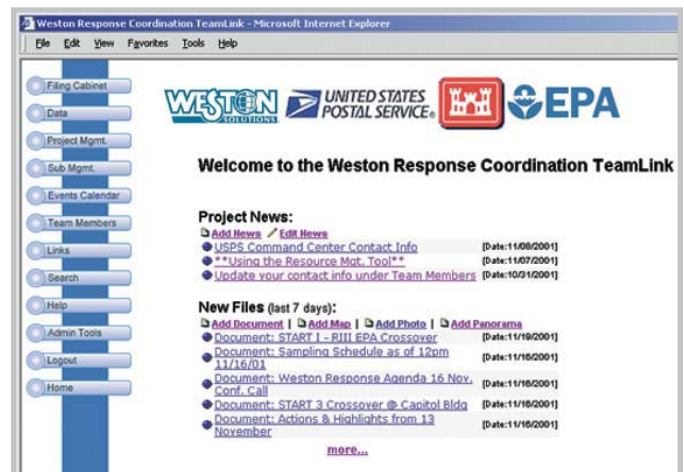 Weston Response Coordination TeamLink - Microsoft Internet Explorer
File Edit View Favorites Tools Help
Filing Cabinet
Data
Project Mgmt.
Sub Mgmt.
Events Calendar
Team Members
Links
Search
Help
Admin Tools
Logout
Home
WESTON SOLUTIONS UNITED STATES POSTAL SERVICE® EPA
Welcome to the Weston Response Coordination TeamLink
Project News:
Add News Edit News
USPS Command Center Contact Info [Date:11/08/2001]
**Using the Resource Mgt. Tool** [Date:11/07/2001]
Update your contact info under Team Members [Date:10/31/2001]
New Files (last 7 days):
Add Document | Add Map | Add Photo | Add Panorama
Document: START I - RIII EPA Crossover [Date:11/19/2001]
Document: Sampling Schedule as of 12pm
11/16/01 [Date:11/16/2001]
Document: Weston Response Agenda 16 Nov.
Conf. Call [Date:11/16/2001]
Document: START 3 Crossover @ Capitol Bldg [Date:11/16/2001]
Document: Actions & Highlights from 13
November [Date:11/16/2001]
more...